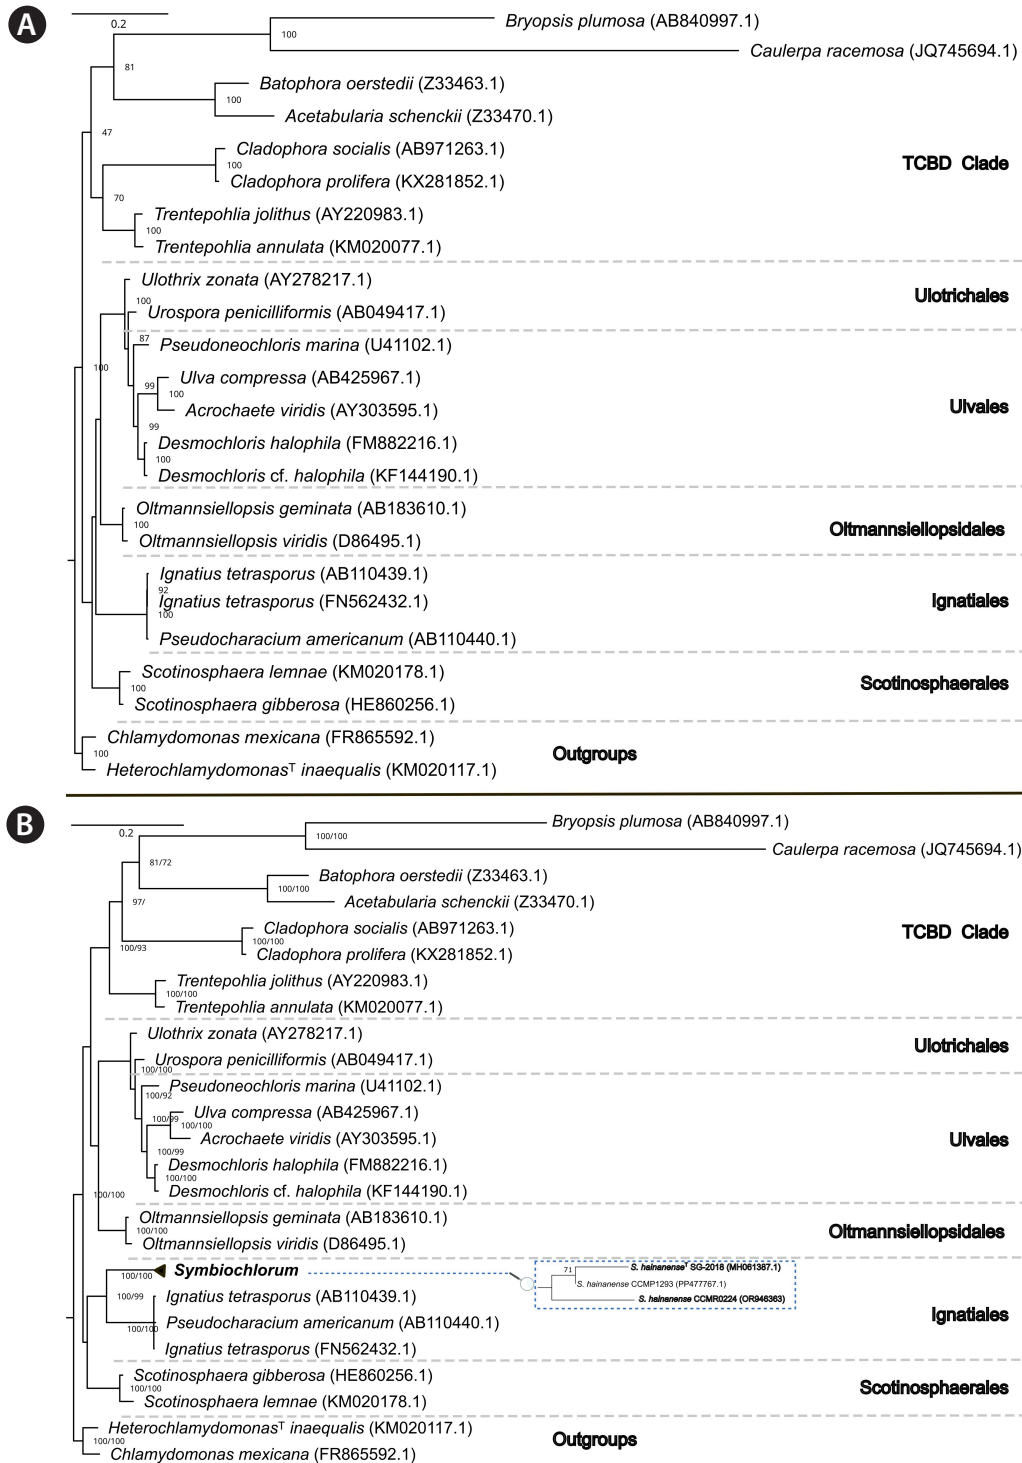 A
0.2
Bryopsis plumosa (AB840997.1)
100
Caulerpa racemosa (JQ745694.1)
81
Batophora oerstedii (Z33463.1)
100
Acetabularia schenckii (Z33470.1)
47
Cladophora socialis (AB971263.1)
100
TCBD Clade
Cladophora prolifera (KX281852.1)
70
Trentepohlia jolithus (AY220983.1)
100
Trentepohlia annulata (KM020077.1)
Ulothrix zonata (AY278217.1)
Ulotrichales
100
Urospora penicilliformis (AB049417.1)
87
Pseudoneochloris marina (U41102.1)
100
Ulva compressa (AB425967.1)
99
100
Acrochaete viridis (AY303595.1)
Ulvales
99
Desmochloris halophila (FM882216.1)
100
Desmochloris cf. halophila (KF144190.1)
Oltmannsiellopsis geminata (AB183610.1)
100
Oltmannsiellopsidales
Oltmannsiellopsis viridis (D86495.1)
Ignatius tetrasporus (AB110439.1)
92
Ignatius tetrasporus (FN562432.1)
Ignatiales
100
Pseudocharacium americanum (AB110440.1)
Scotinosphaera lemnae (KM020178.1)
100
Scotinosphaerales
Scotinosphaera gibberosa (HE860256.1)
Chlamydomonas mexicana (FR865592.1)
100
Outgroups
Heterochlamydomonasᵀ inaequalis (KM020117.1)
B
0.2
Bryopsis plumosa (AB840997.1)
100/100
Caulerpa racemosa (JQ745694.1)
81/72
Batophora oerstedii (Z33463.1)
100/100
97/
Acetabularia schenckii (Z33470.1)
Cladophora socialis (AB971263.1)
TCBD Clade
100/93
100/100
Cladophora prolifera (KX281852.1)
Trentepohlia jolithus (AY220983.1)
100/100
Trentepohlia annulata (KM020077.1)
Ulothrix zonata (AY278217.1)
Ulotrichales
Urospora penicilliformis (AB049417.1)
100/100
Pseudoneochloris marina (U41102.1)
100/92
Ulva compressa (AB425967.1)
100/99
100/100
Acrochaete viridis (AY303595.1)
Ulvales
100/99
Desmochloris halophila (FM882216.1)
100/100
Desmochloris cf. halophila (KF144190.1)
100/100
Oltmannsiellopsis geminata (AB183610.1)
100/100
Oltmannsiellopsidales
Oltmannsiellopsis viridis (D86495.1)
100/100
Symbiochlorum
71
S. hainanenseᵀ SG-2018 (MH061387.1)
S. hainanense CCMP1293 (PP477767.1)
S. hainanense CCMR0224 (OR946363)
100/99
Ignatius tetrasporus (AB110439.1)
Ignatiales
100/100
Pseudocharacium americanum (AB110440.1)
Ignatius tetrasporus (FN562432.1)
Scotinosphaera gibberosa (HE860256.1)
100/100
Scotinosphaerales
Scotinosphaera lemnae (KM020178.1)
Heterochlamydomonasᵀ inaequalis (KM020117.1)
100/100
Outgroups
Chlamydomonas mexicana (FR865592.1)